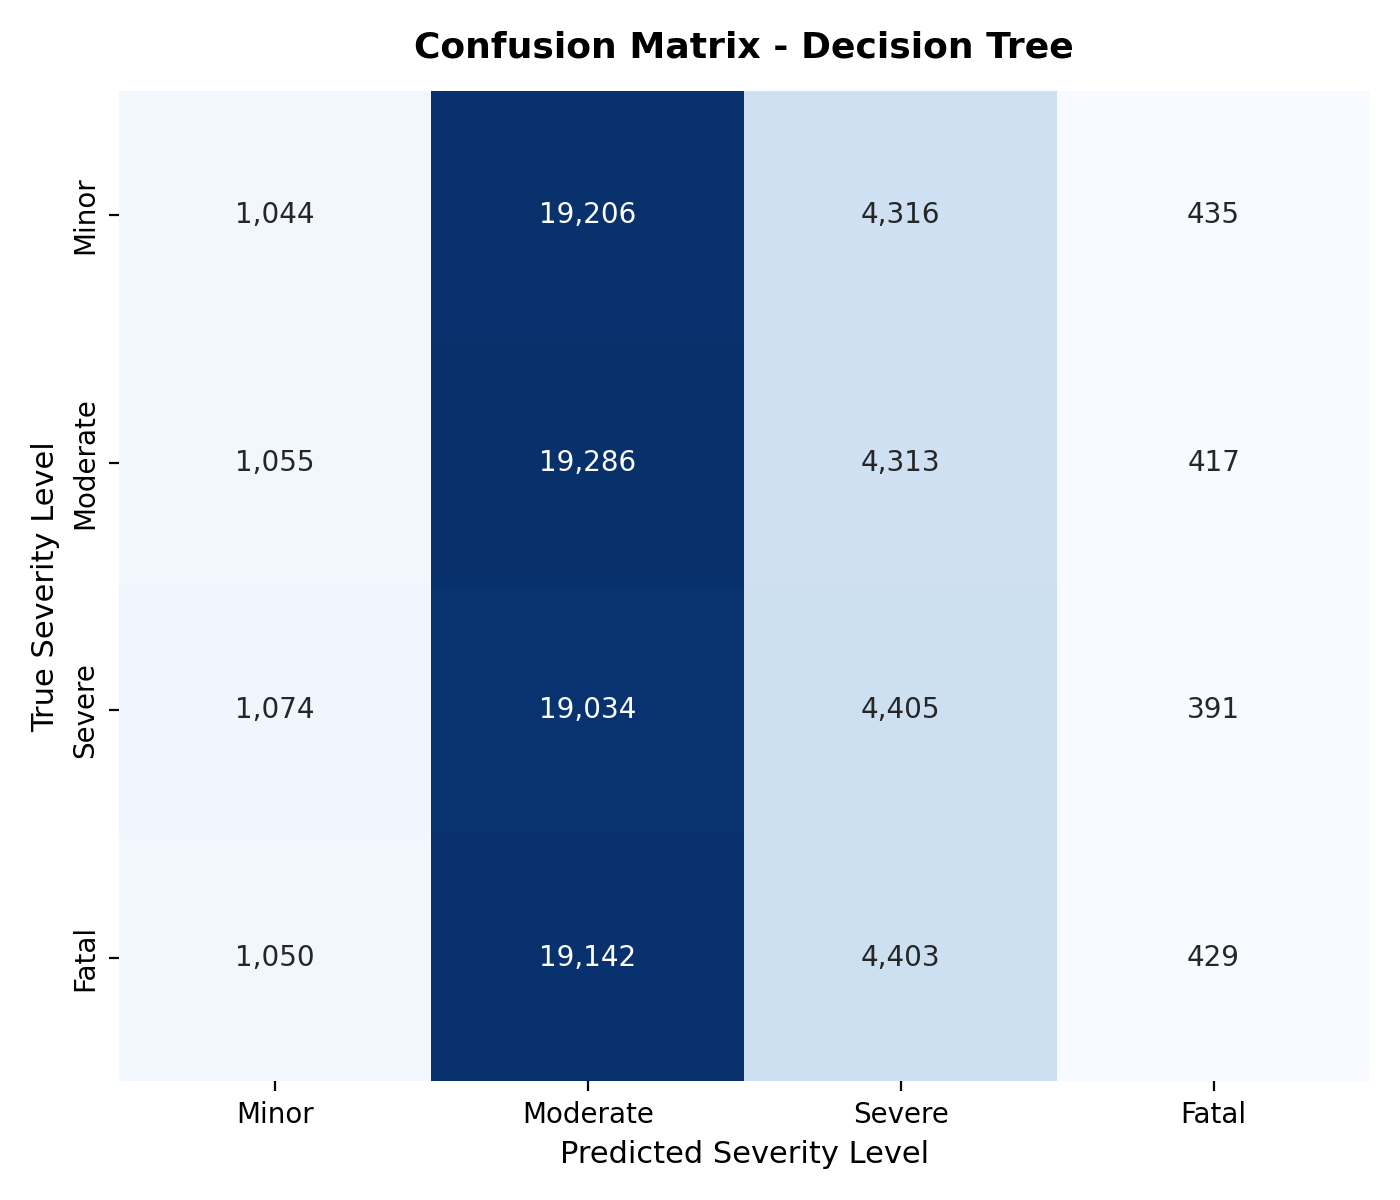 Confusion Matrix - Decision Tree
True Severity Level
Minor
1,044 19,206 4,316 435
Moderate
1,055 19,286 4,313 417
Severe
1,074 19,034 4,405 391
Fatal
1,050 19,142 4,403 429
Minor Moderate Severe Fatal
Predicted Severity Level